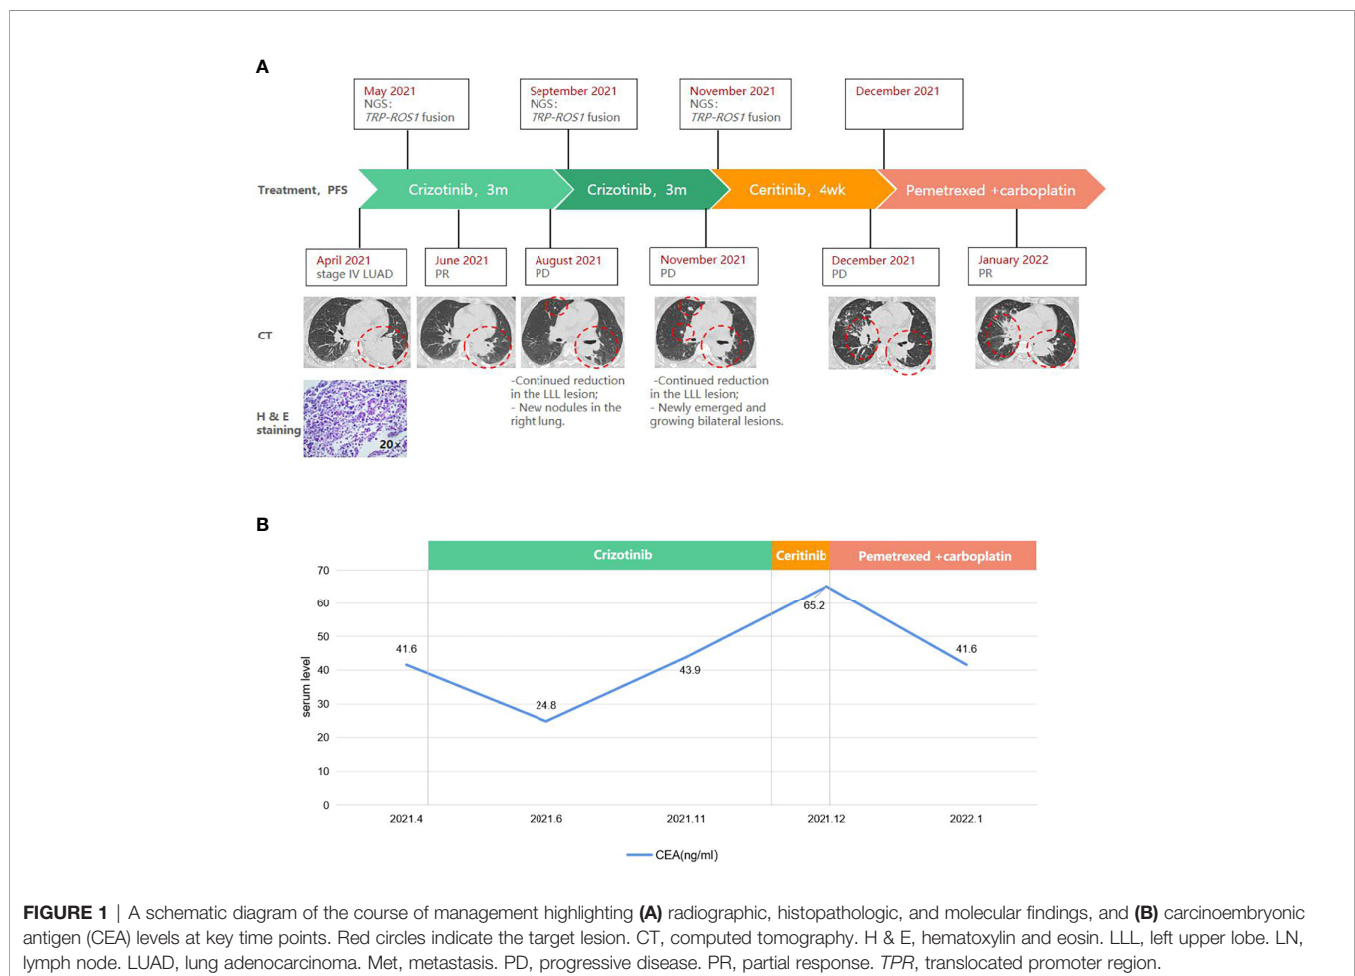 A
May 2021
NGS:
TRP-ROS1 fusion
September 2021
NGS:
TRP-ROS1 fusion
November 2021
NGS:
TRP-ROS1 fusion
December 2021
Treatment, PFS
Crizotinib, 3m
Crizotinib, 3m
Ceritinib, 4wk
Pemetrexed +carboplatin
April 2021
stage IV LUAD
June 2021
PR
August 2021
PD
November 2021
PD
December 2021
PD
January 2022
PR
CT
-Continued reduction
in the LLL lesion;
- New nodules in the
right lung.
-Continued reduction
in the LLL lesion;
- Newly emerged and
growing bilateral lesions.
H & E
staining
20×
B
Crizotinib
Ceritinib
Pemetrexed +carboplatin
70
60
50
40
30
20
10
0
serum level
41.6
24.8
43.9
65.2
41.6
2021.4
2021.6
2021.11
2021.12
2022.1
CEA(ng/ml)
FIGURE 1 | A schematic diagram of the course of management highlighting (A) radiographic, histopathologic, and molecular findings, and (B) carcinoembryonic
antigen (CEA) levels at key time points. Red circles indicate the target lesion. CT, computed tomography. H & E, hematoxylin and eosin. LLL, left upper lobe. LN,
lymph node. LUAD, lung adenocarcinoma. Met, metastasis. PD, progressive disease. PR, partial response. TPR, translocated promoter region.